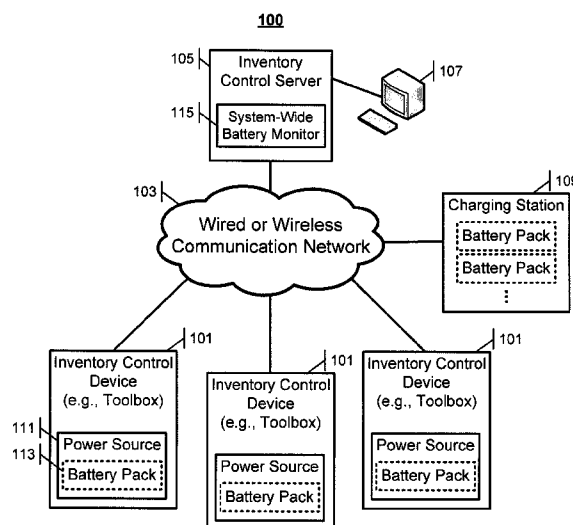 100
105
Inventory
Control Server
107
115
System-Wide
Battery Monitor
103
Wired or Wireless
Communication Network
109
Charging Station
Battery Pack
Battery Pack
⋮
101
Inventory Control
Device
(e.g., Toolbox)
111
Power Source
113
Battery Pack
101
Inventory Control
Device
(e.g., Toolbox)
Power Source
Battery Pack
101
Inventory Control
Device
(e.g., Toolbox)
Power Source
Battery Pack